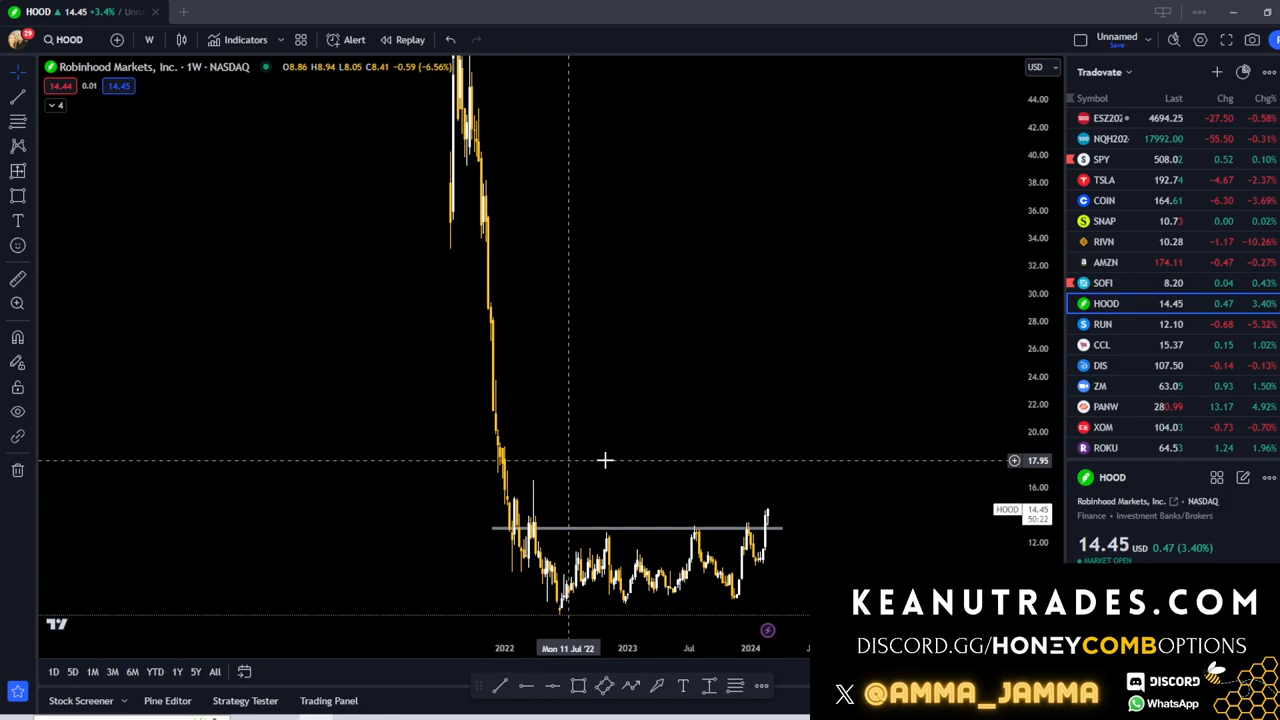 HOOD ▲ 14.45 +3.4% / Unna
29
HOOD
W
Indicators
Alert
Replay
Unnamed
Save
Robinhood Markets, Inc. · 1W · NASDAQ
O8.86 H8.94 L8.05 C8.41 -0.59 (-6.56%)
14.44 0.01 14.45
4
USD
44.00
42.00
40.00
38.00
36.00
34.00
32.00
30.00
28.00
26.00
24.00
22.00
20.00
17.95
16.00
HOOD 14.45
50:22
12.00
2022
Mon 11 Jul '22
2023
Jul
2024
1D 5D 1M 3M 6M YTD 1Y 5Y All
Stock Screener
Pine Editor
Strategy Tester
Trading Panel
Tradovate
Symbol Last Chg Chg%
ESZ202 4694.25 -27.50 -0.58%
NQH202 17992.00 -55.50 -0.31%
SPY 508.02 0.52 0.10%
TSLA 192.74 -4.67 -2.37%
COIN 164.61 -6.30 -3.69%
SNAP 10.73 0.00 0.02%
RIVN 10.28 -1.17 -10.26%
AMZN 174.11 -0.47 -0.27%
SOFI 8.20 0.04 0.43%
HOOD 14.45 0.47 3.40%
RUN 12.10 -0.68 -5.32%
CCL 15.37 0.15 1.02%
DIS 107.50 -0.14 -0.13%
ZM 63.05 0.93 1.50%
PANW 280.99 13.17 4.92%
XOM 104.03 -0.73 -0.70%
ROKU 64.53 1.24 1.96%
HOOD
Robinhood Markets, Inc. NASDAQ
Finance · Investment Banks/Brokers
14.45 USD 0.47 (3.40%)
MARKET OPEN
KEANUTRADES.COM
DISCORD.GG/HONEYCOMBOPTIONS
X @AMMA_JAMMA
DISCORD
WhatsApp